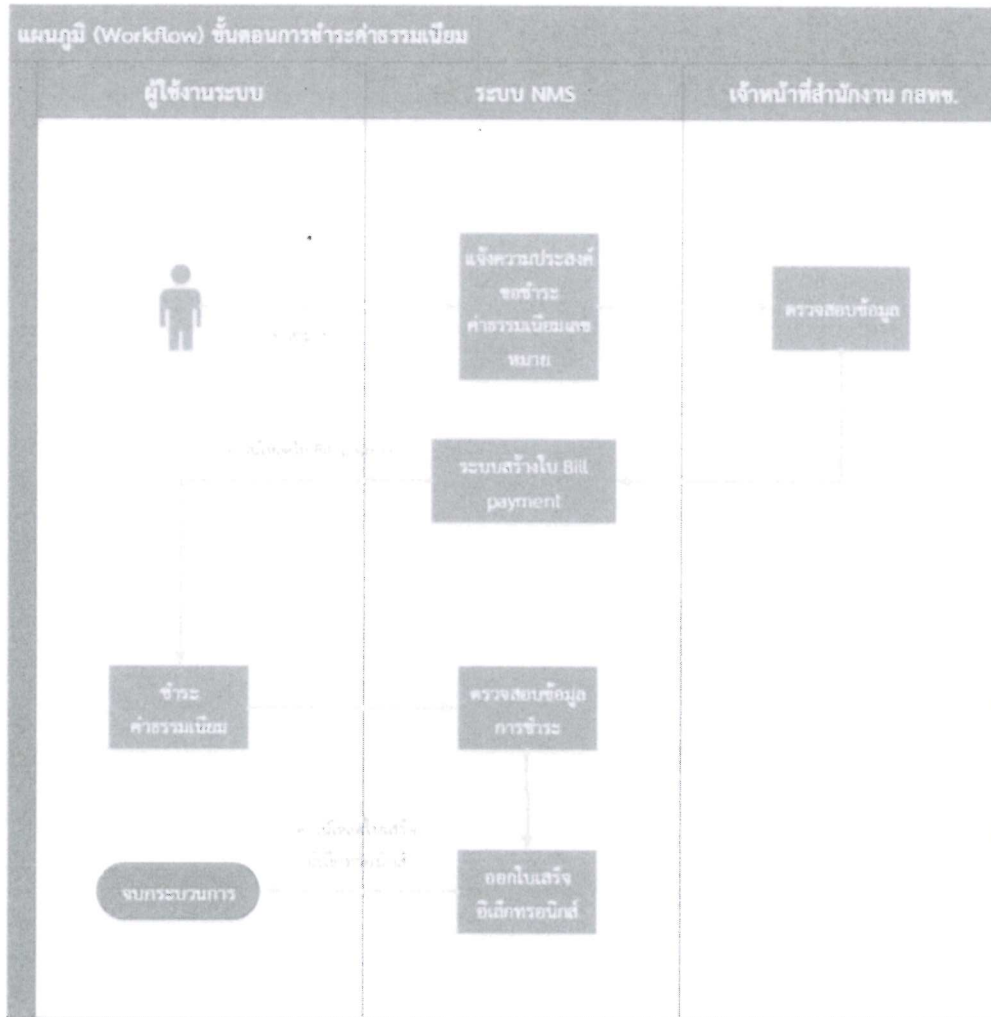 แผนภูมิ (Workflow) ขั้นตอนการชำระค่าธรรมเนียม
ผู้ใช้งานระบบ
ระบบ NMS
เจ้าหน้าที่สำนักงาน กสทช.
แจ้งความประสงค์
ขอชำระ
ค่าธรรมเนียมเลข
หมาย
ตรวจสอบข้อมูล
ระบบสร้างใบ Bill
payment
ชำระ
ค่าธรรมเนียม
ตรวจสอบข้อมูล
การชำระ
จบกระบวนการ
ออกใบเสร็จ
อิเล็กทรอนิกส์